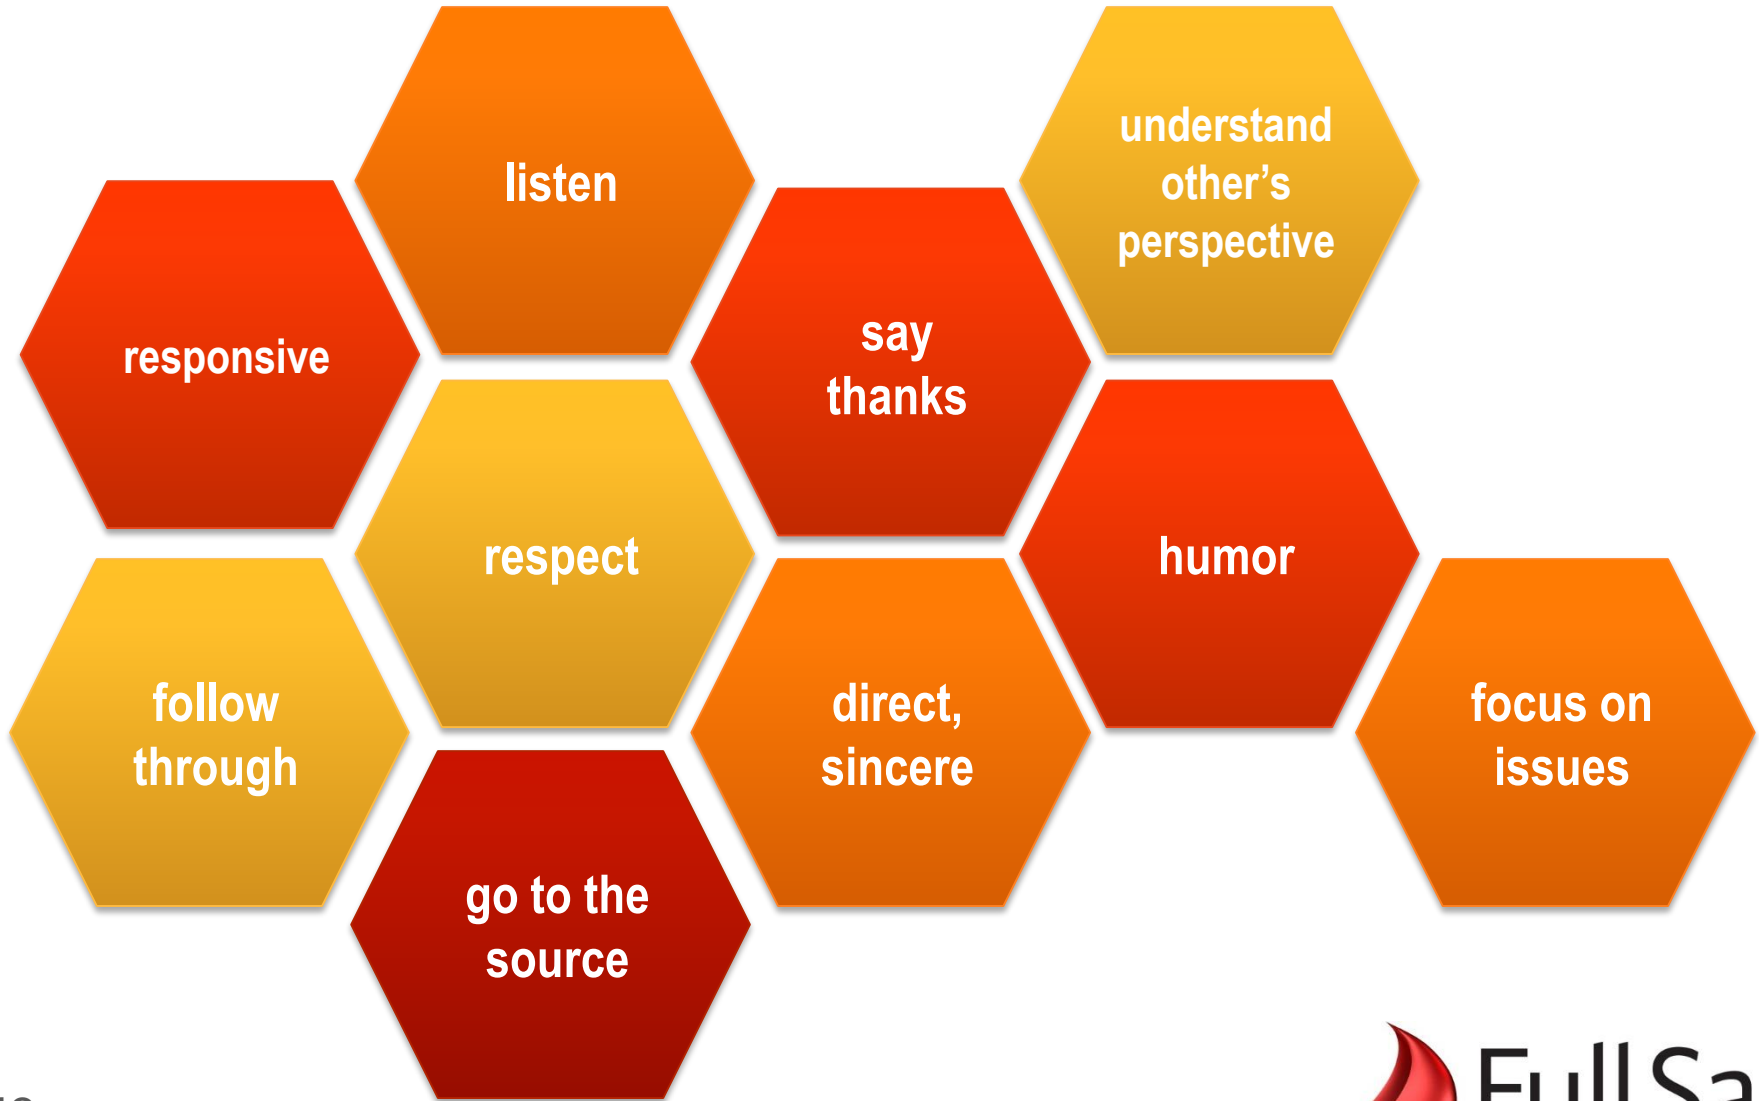 listen
understand
other’s
perspective
responsive
say
thanks
respect
humor
follow
through
direct,
sincere
focus on
issues
go to the
source